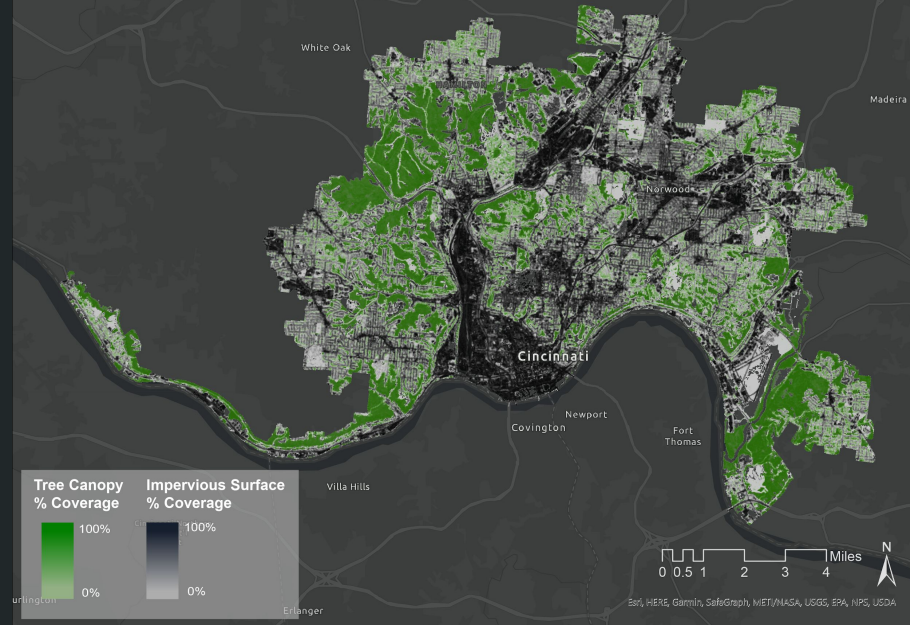 White Oak
Madeira
Norwood
Cincinnati
Newport
Covington
Fort
Thomas
Villa Hills
Tree Canopy
% Coverage
Impervious Surface
% Coverage
100%
100%
0%
0%
urlington
Erlanger
Miles
0 0.5 1 2 3 4
N
Esri, HERE, Garmin, SafeGraph, METI/NASA, USGS, EPA, NPS, USDA